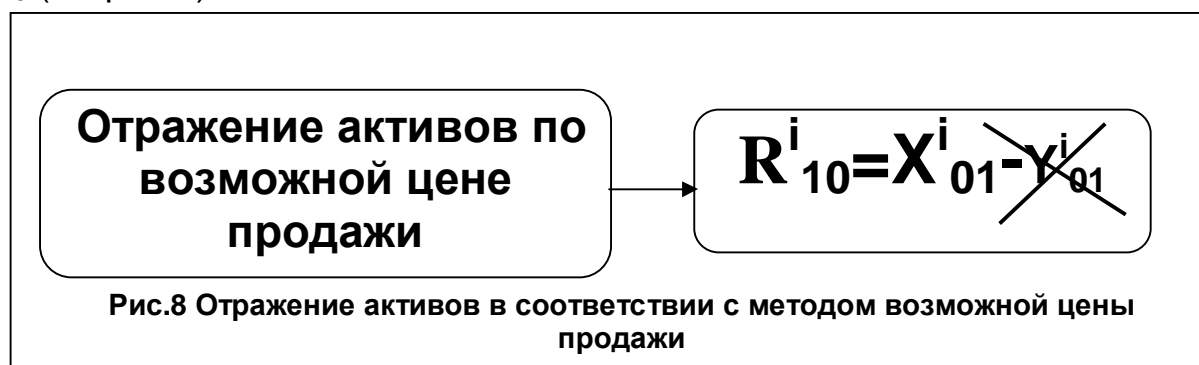 Отражение активов по
возможной цене
продажи
Rⁱ₁₀=Xⁱ₀₁-Yⁱ₀₁
Рис.8 Отражение активов в соответствии с методом возможной цены
продажи